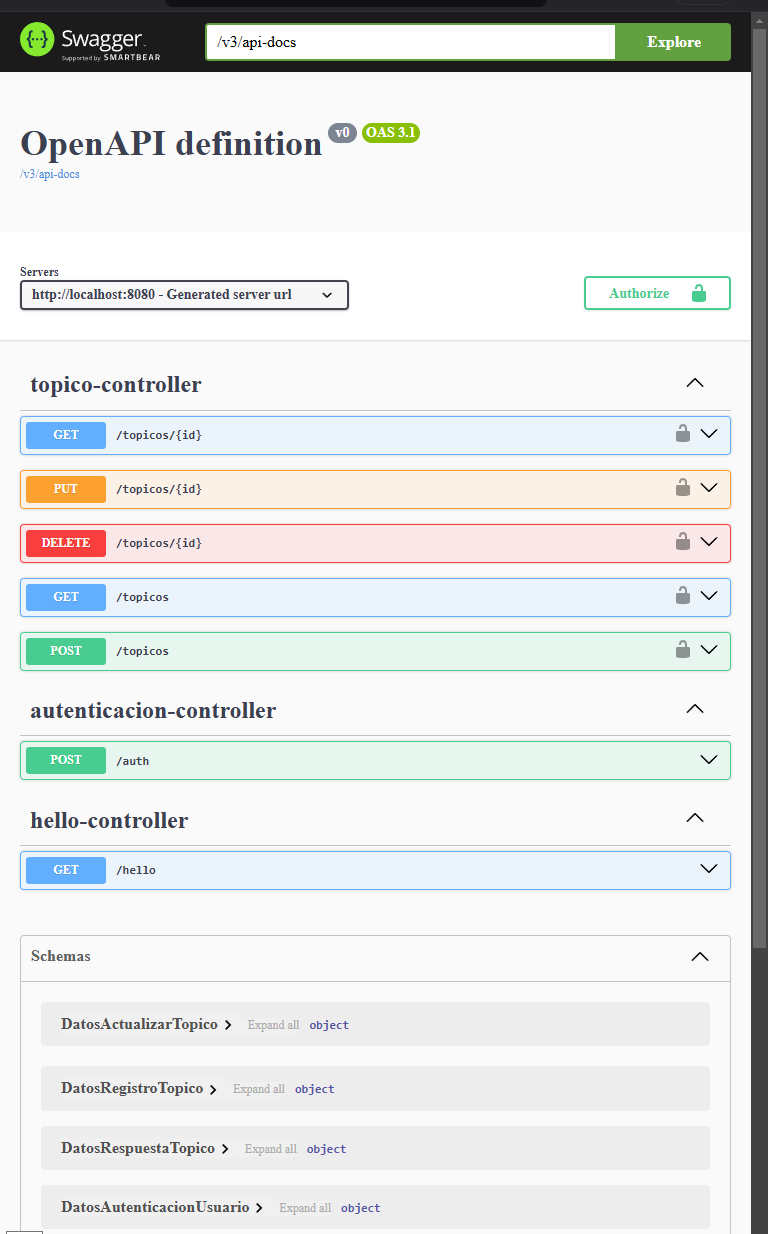 Swagger.
Supported by SMARTBEAR
/v3/api-docs
Explore
OpenAPI definition v0 OAS 3.1
/v3/api-docs
Servers
http://localhost:8080 - Generated server url
Authorize
topico-controller
GET /topicos/{id}
PUT /topicos/{id}
DELETE /topicos/{id}
GET /topicos
POST /topicos
autenticacion-controller
POST /auth
hello-controller
GET /hello
Schemas
DatosActualizarTopico Expand all object
DatosRegistroTopico Expand all object
DatosRespuestaTopico Expand all object
DatosAutenticacionUsuario Expand all object